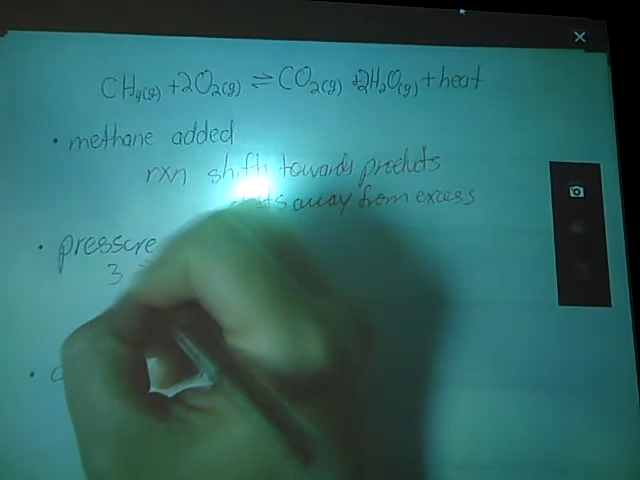 CH₄(g) + 2O₂(g) ⇌ CO₂(g) + 2H₂O(g) + heat
• methane added
rxn shifts towards products
away from excess
• pressure
3
•